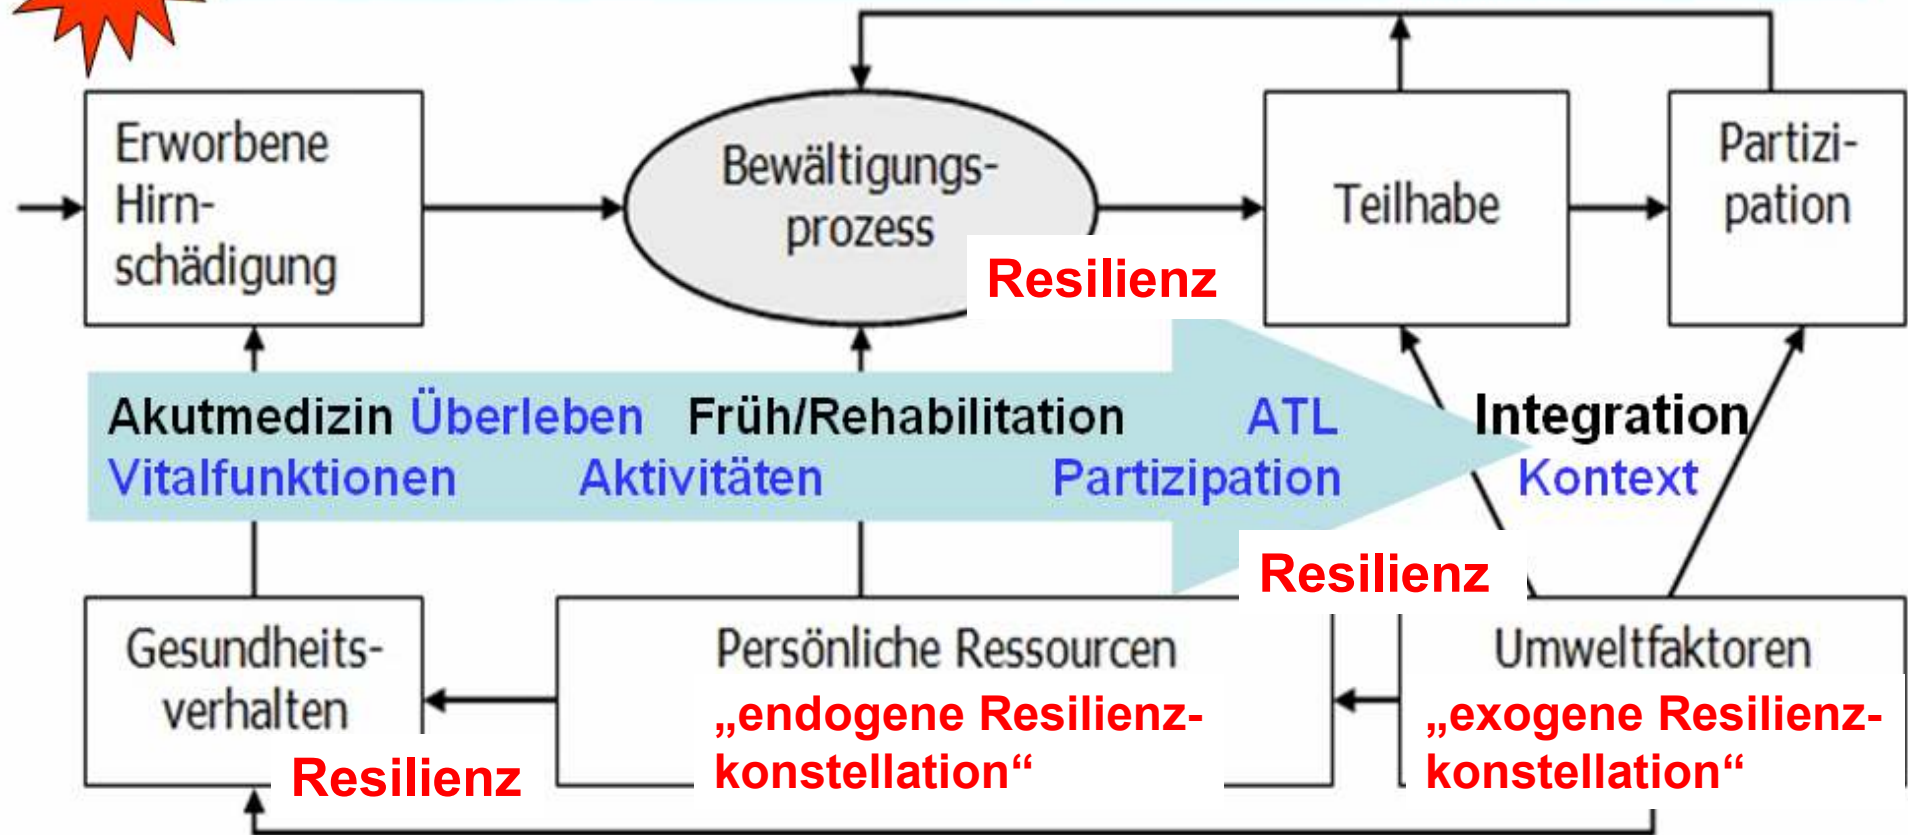 Erworbene
Hirn-
schädigung
Bewältigungs-
prozess
Resilienz
Teilhabe
Partizi-
pation
Akutmedizin Überleben Früh/Rehabilitation ATL Integration
Vitalfunktionen Aktivitäten Partizipation Kontext
Resilienz
Gesundheits-
verhalten
Resilienz
Persönliche Ressourcen
„endogene Resilienz-
konstellation“
Umweltfaktoren
„exogene Resilienz-
konstellation“